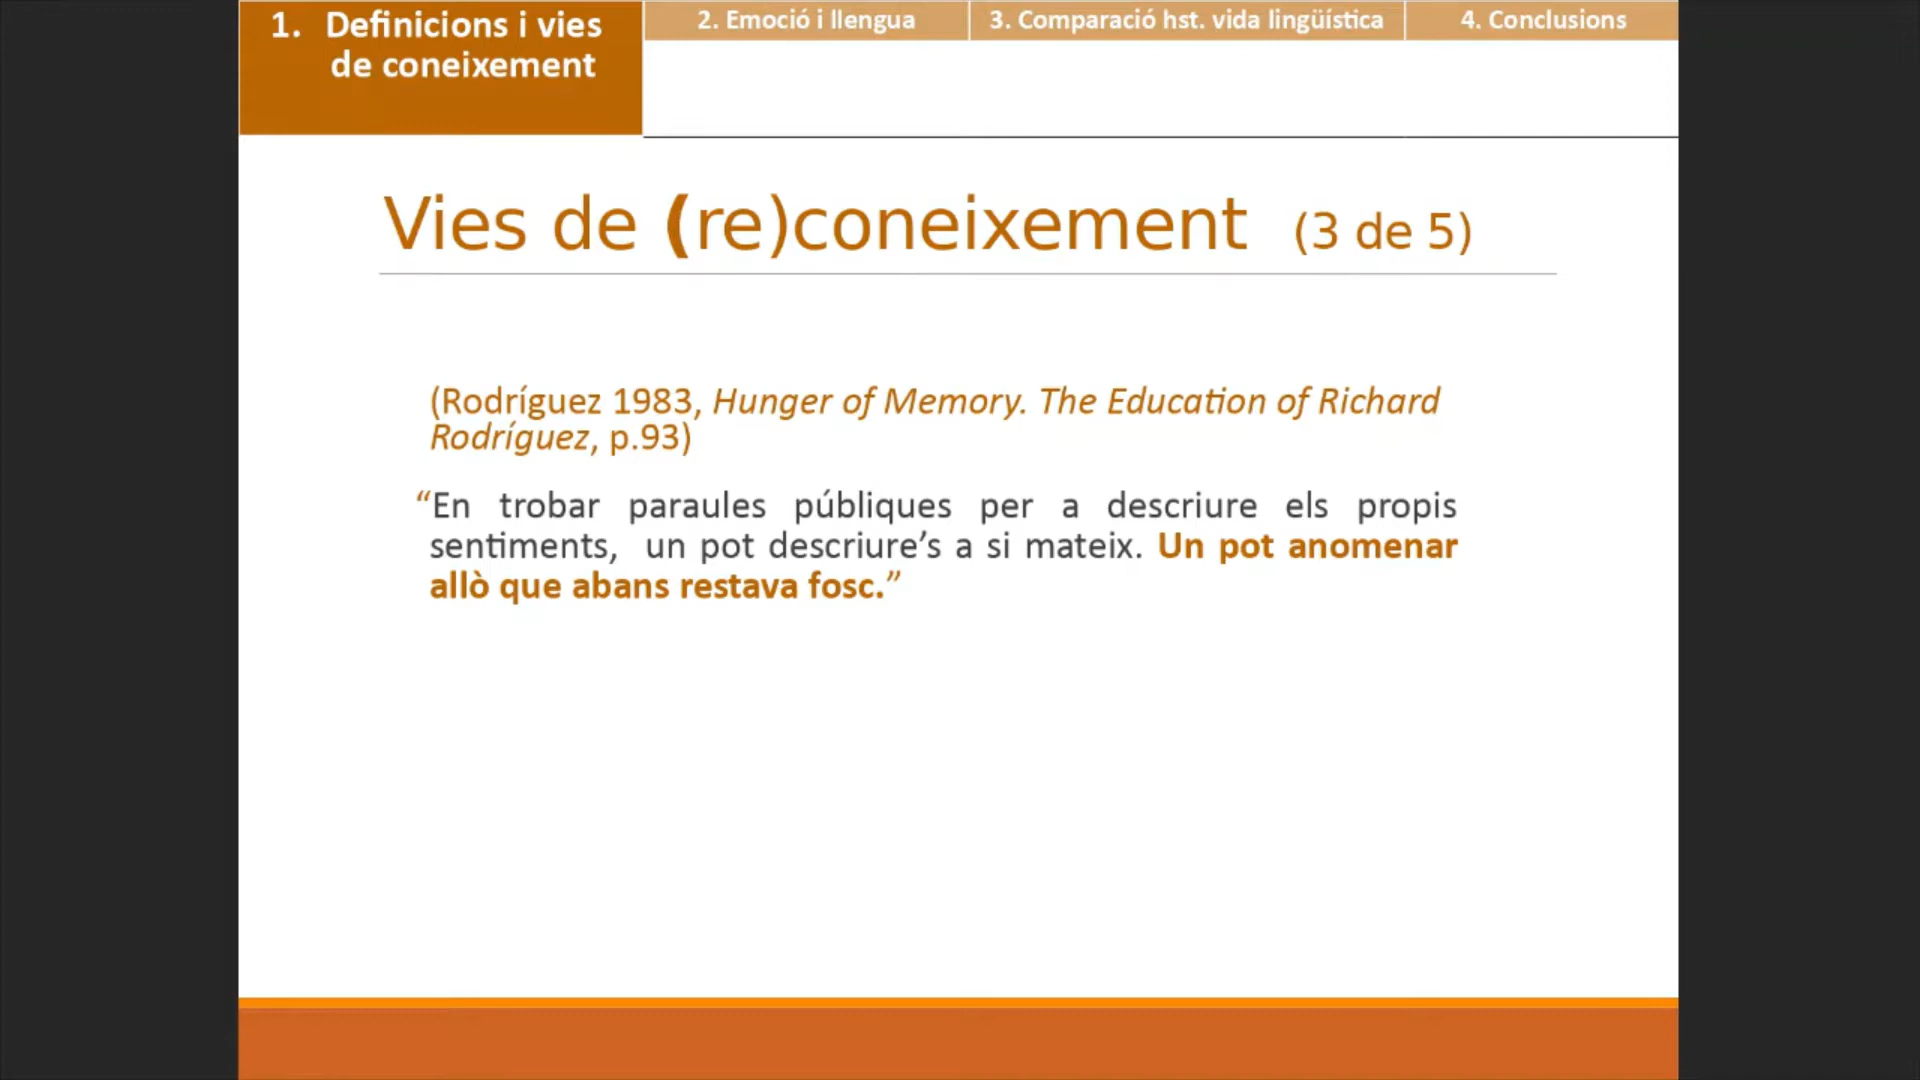 1. Definicions i vies
de coneixement
2. Emoció i llengua
3. Comparació hst. vida lingüística
4. Conclusions
Vies de (re)coneixement (3 de 5)
(Rodríguez 1983, Hunger of Memory. The Education of Richard
Rodríguez, p.93)
“En trobar paraules públiques per a descriure els propis
sentiments, un pot descriure’s a si mateix. Un pot anomenar
allò que abans restava fosc.”